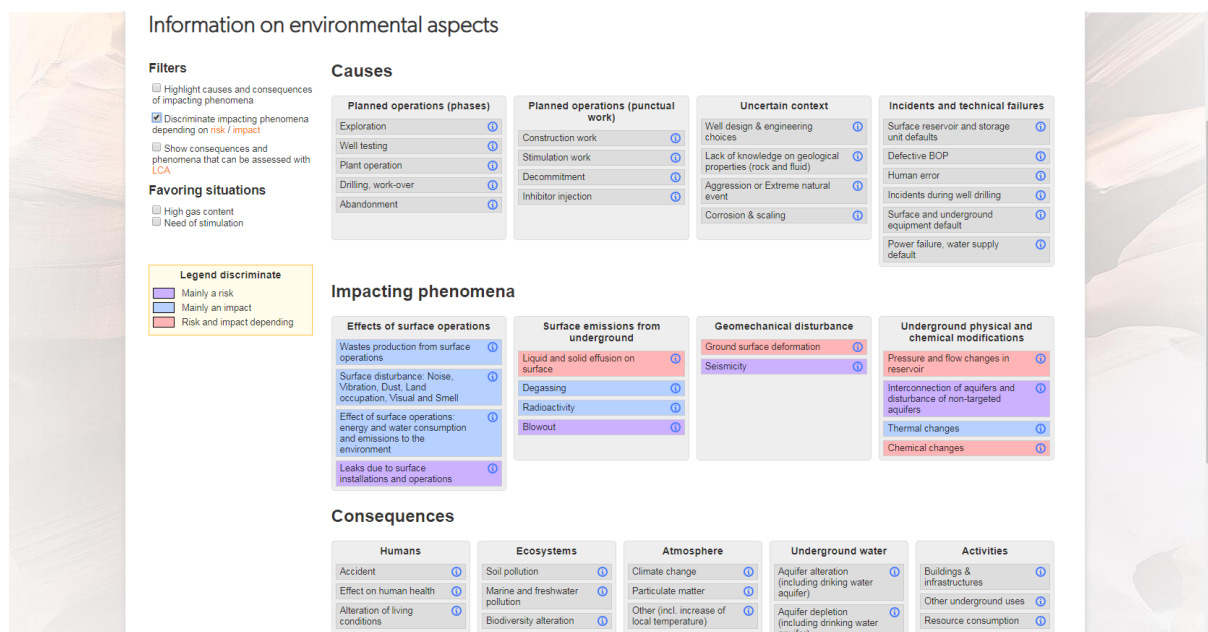 Information on environmental aspects
Filters
Highlight causes and consequences
of impacting phenomena
Discriminate impacting phenomena
depending on risk / impact
Show consequences and
phenomena that can be assessed with
LCA
Favoring situations
High gas content
Need of stimulation
Legend discriminate
Mainly a risk
Mainly an impact
Risk and impact depending
Causes
Planned operations (phases)
Exploration
Well testing
Plant operation
Drilling, work-over
Abandonment
Planned operations (punctual
work)
Construction work
Stimulation work
Decommitment
Inhibitor injection
Uncertain context
Well design & engineering
choices
Lack of knowledge on geological
properties (rock and fluid)
Aggression or Extreme natural
event
Corrosion & scaling
Incidents and technical failures
Surface reservoir and storage
unit defaults
Defective BOP
Human error
Incidents during well drilling
Surface and underground
equipment default
Power failure, water supply
default
Impacting phenomena
Effects of surface operations
Wastes production from surface
operations
Surface disturbance: Noise,
Vibration, Dust, Land
occupation, Visual and Smell
Effect of surface operations:
energy and water consumption
and emissions to the
environment
Leaks due to surface
installations and operations
Surface emissions from
underground
Liquid and solid effusion on
surface
Degassing
Radioactivity
Blowout
Geomechanical disturbance
Ground surface deformation
Seismicity
Underground physical and
chemical modifications
Pressure and flow changes in
reservoir
Interconnection of aquifers and
disturbance of non-targeted
aquifers
Thermal changes
Chemical changes
Consequences
Humans
Accident
Effect on human health
Alteration of living
conditions
Ecosystems
Soil pollution
Marine and freshwater
pollution
Biodiversity alteration
Atmosphere
Climate change
Particulate matter
Other (incl. increase of
local temperature)
Underground water
Aquifer alteration
(including driking water
aquifer)
Aquifer depletion
(including drinking water
Activities
Buildings &
infrastructures
Other underground uses
Resource consumption